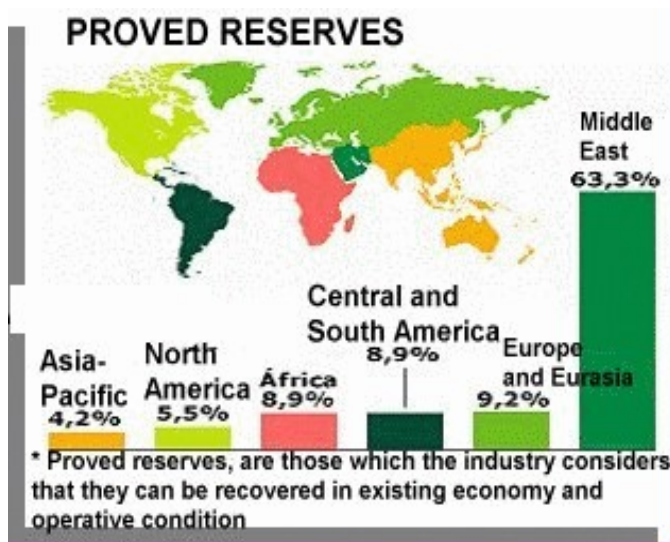 PROVED RESERVES
Middle
East
63,3%
Central and
South America
8,9%
Asia-
Pacific
4,2%
North
America
5,5%
África
8,9%
Europe
and Eurasia
9,2%
* Proved reserves, are those which the industry considers
that they can be recovered in existing economy and
operative condition